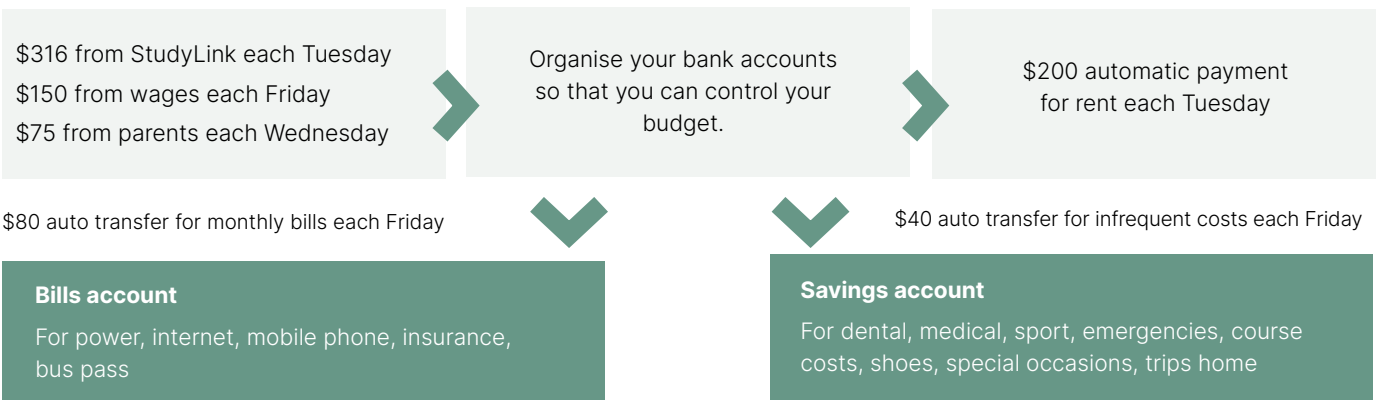 $316 from StudyLink each Tuesday
$150 from wages each Friday
$75 from parents each Wednesday
Organise your bank accounts
so that you can control your
budget.
$200 automatic payment
for rent each Tuesday
$80 auto transfer for monthly bills each Friday
$40 auto transfer for infrequent costs each Friday
Bills account
For power, internet, mobile phone, insurance,
bus pass
Savings account
For dental, medical, sport, emergencies, course
costs, shoes, special occasions, trips home